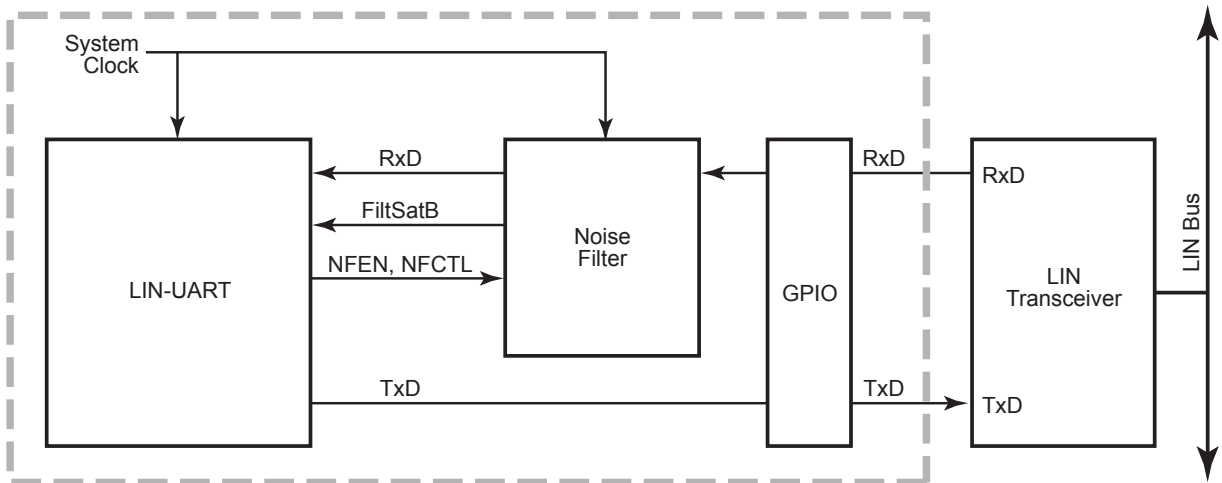 System
Clock
RxD
RxD
RxD
FiltSatB
Noise
Filter
NFEN, NFCTL
LIN-UART
GPIO
LIN
Transceiver
LIN Bus
TxD
TxD
TxD